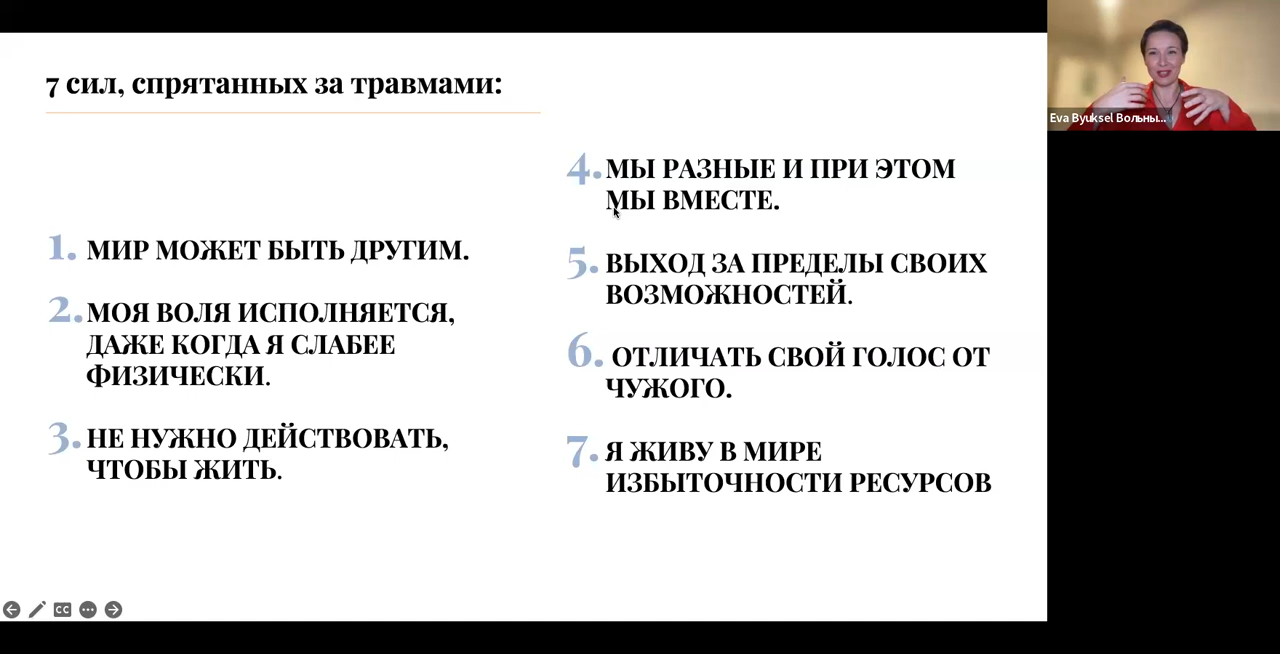 7 сил, спрятанных за травмами:
1. МИР МОЖЕТ БЫТЬ ДРУГИМ.
2. МОЯ ВОЛЯ ИСПОЛНЯЕТСЯ,
ДАЖЕ КОГДА Я СЛАБЕЕ
ФИЗИЧЕСКИ.
3. НЕ НУЖНО ДЕЙСТВОВАТЬ,
ЧТОБЫ ЖИТЬ.
4. МЫ РАЗНЫЕ И ПРИ ЭТОМ
МЫ ВМЕСТЕ.
5. ВЫХОД ЗА ПРЕДЕЛЫ СВОИХ
ВОЗМОЖНОСТЕЙ.
6. ОТЛИЧАТЬ СВОЙ ГОЛОС ОТ
ЧУЖОГО.
7. Я ЖИВУ В МИРЕ
ИЗБЫТОЧНОСТИ РЕСУРСОВ
Eva Byuksel Вольны...
CC